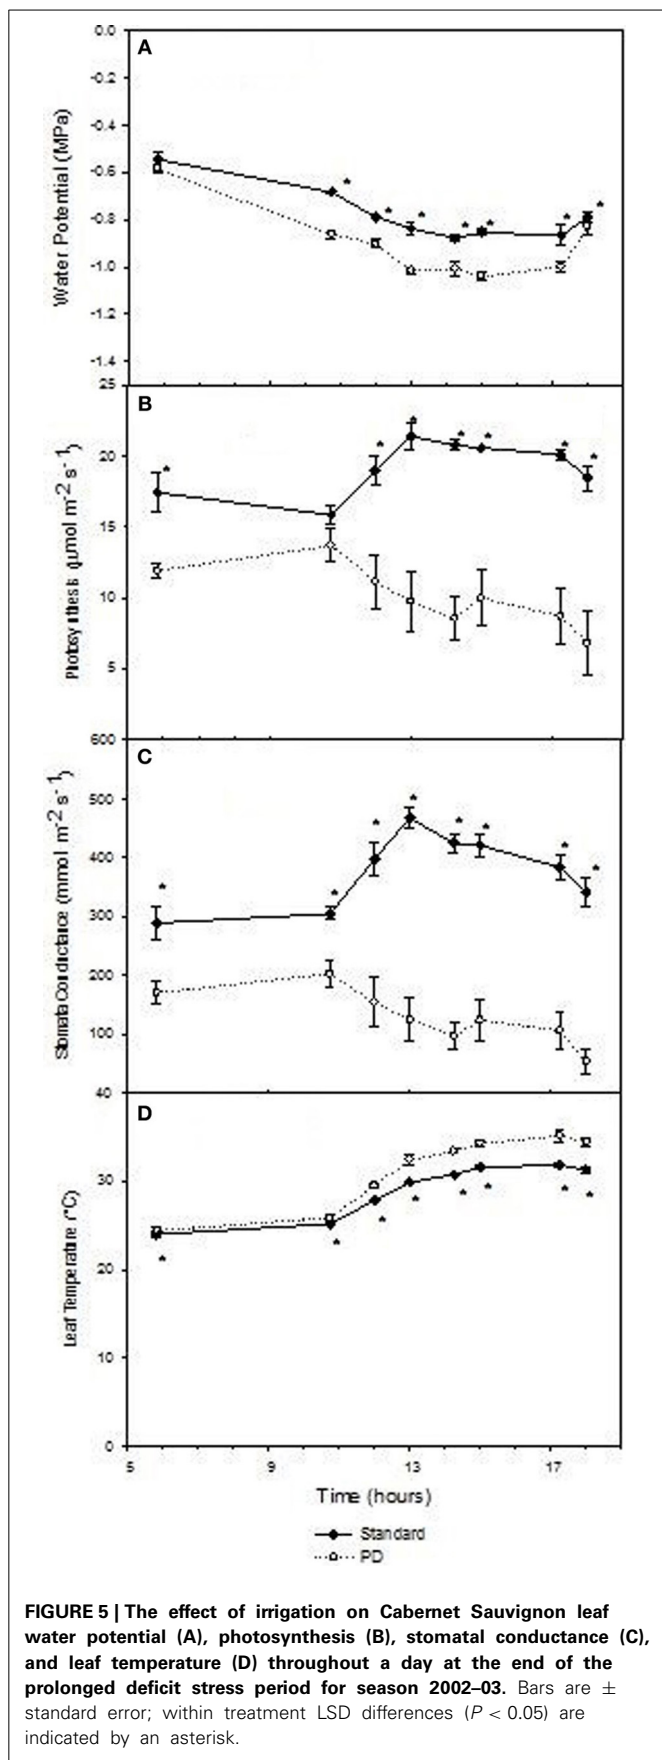 A
0.0
-0.2
-0.4
-0.6
-0.8
-1.0
-1.2
-1.4
Water Potential (MPa)
B
25
20
15
10
5
Photosynthesis (μmol m-2 s-1)
C
600
500
400
300
200
100
Stomata Conductance (mmol m-2 s-1)
D
40
30
20
10
0
Leaf Temperature (°C)
5 9 13 17
Time (hours)
Standard
PD
FIGURE 5 | The effect of irrigation on Cabernet Sauvignon leaf
water potential (A), photosynthesis (B), stomatal conductance (C),
and leaf temperature (D) throughout a day at the end of the
prolonged deficit stress period for season 2002–03. Bars are ±
standard error; within treatment LSD differences (P < 0.05) are
indicated by an asterisk.